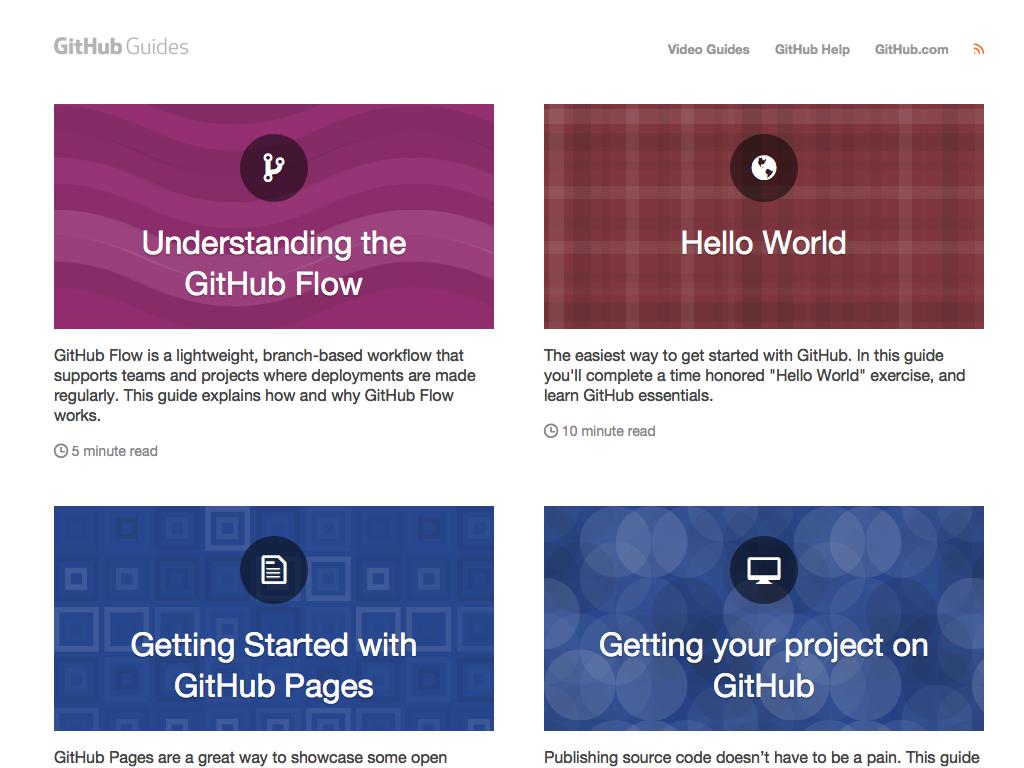 GitHub Guides
Video Guides GitHub Help GitHub.com
Understanding the
GitHub Flow
GitHub Flow is a lightweight, branch-based workflow that
supports teams and projects where deployments are made
regularly. This guide explains how and why GitHub Flow
works.
5 minute read
Hello World
The easiest way to get started with GitHub. In this guide
you'll complete a time honored "Hello World" exercise, and
learn GitHub essentials.
10 minute read
Getting Started with
GitHub Pages
GitHub Pages are a great way to showcase some open
Getting your project on
GitHub
Publishing source code doesn’t have to be a pain. This guide